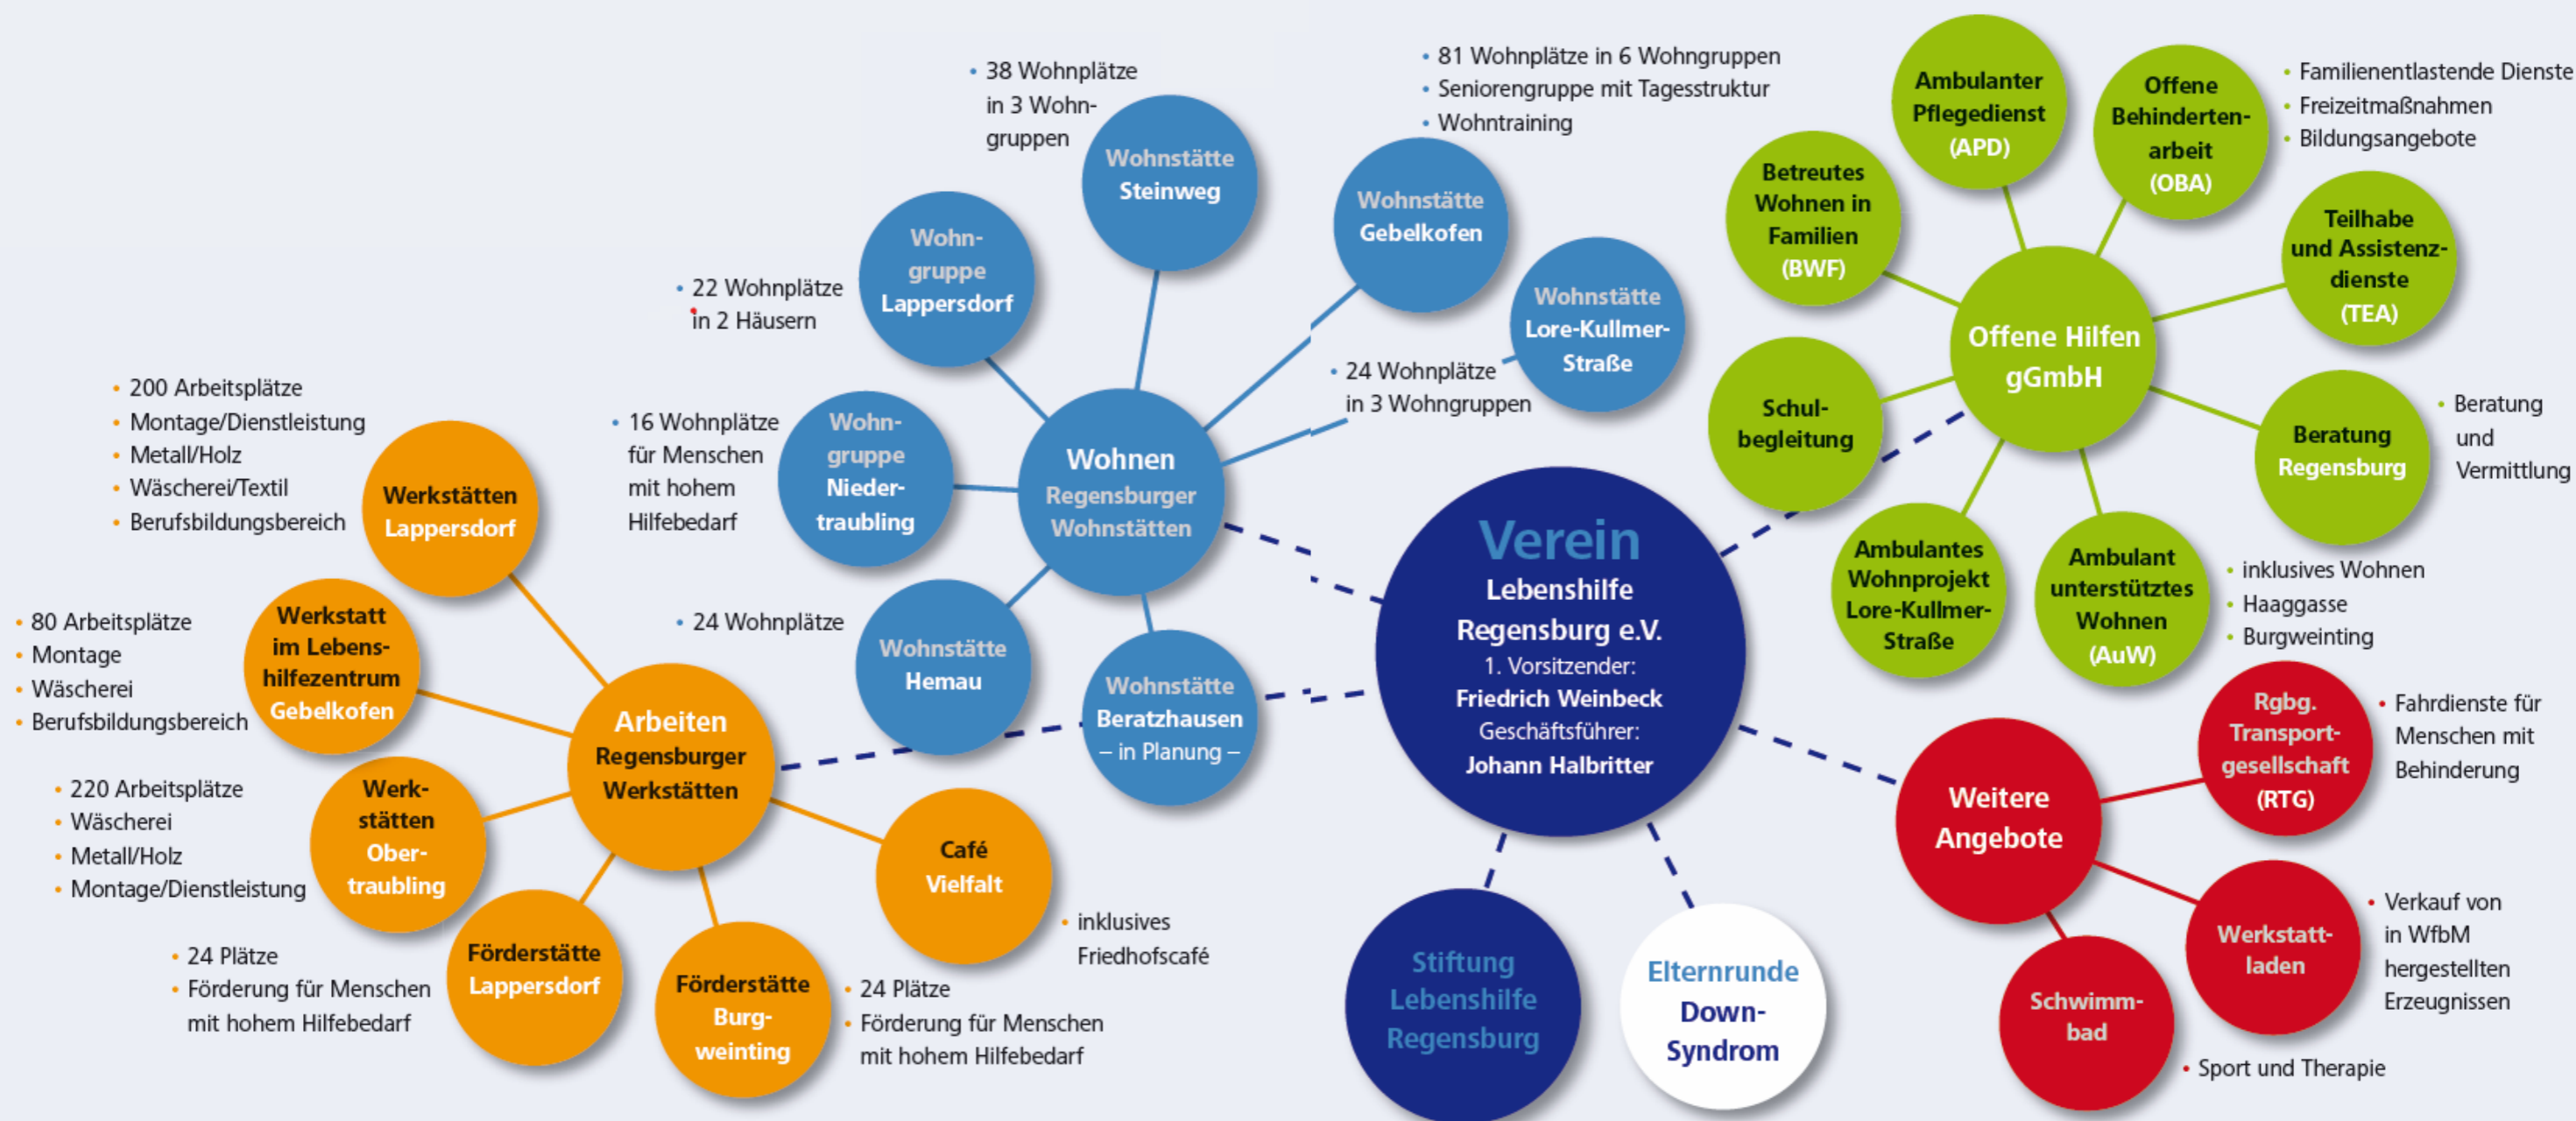 • 38 Wohnplätze
in 3 Wohn-
gruppen
Wohnstätte
Steinweg
• 81 Wohnplätze in 6 Wohngruppen
• Seniorengruppe mit Tagesstruktur
• Wohntraining
Wohnstätte
Gebelkofen
Wohn-
gruppe
Lappersdorf
• 22 Wohnplätze
in 2 Häusern
Wohnstätte
Lore-Kullmer-
Straße
• 24 Wohnplätze
in 3 Wohngruppen
• 16 Wohnplätze
für Menschen
mit hohem
Hilfebedarf
Wohn-
gruppe
Nieder-
traubling
Wohnen
Regensburger
Wohnstätten
• 24 Wohnplätze
Wohnstätte
Hemau
Wohnstätte
Beratzhausen
– in Planung –
• 200 Arbeitsplätze
• Montage/Dienstleistung
• Metall/Holz
• Wäscherei/Textil
• Berufsbildungsbereich
Werkstätten
Lappersdorf
• 80 Arbeitsplätze
• Montage
• Wäscherei
• Berufsbildungsbereich
Werkstatt
im Lebens-
hilfezentrum
Gebelkofen
Arbeiten
Regensburger
Werkstätten
• 220 Arbeitsplätze
• Wäscherei
• Metall/Holz
• Montage/Dienstleistung
Werk-
stätten
Ober-
traubling
• 24 Plätze
• Förderung für Menschen
mit hohem Hilfebedarf
Förderstätte
Lappersdorf
Förderstätte
Burg-
weinting
• 24 Plätze
• Förderung für Menschen
mit hohem Hilfebedarf
Café
Vielfalt
• inklusives
Friedhofscafé
Verein
Lebenshilfe
Regensburg e.V.
1. Vorsitzender:
Friedrich Weinbeck
Geschäftsführer:
Johann Halbritter
Stiftung
Lebenshilfe
Regensburg
Elternrunde
Down-
Syndrom
Offene Hilfen
gGmbH
Betreutes
Wohnen in
Familien
(BWF)
Ambulanter
Pflegedienst
(APD)
Offene
Behinderten-
arbeit
(OBA)
• Familienentlastende Dienste
• Freizeitmaßnahmen
• Bildungsangebote
Teilhabe
und Assistenz-
dienste
(TEA)
Beratung
Regensburg
• Beratung
und
Vermittlung
Schul-
begleitung
Ambulantes
Wohnprojekt
Lore-Kullmer-
Straße
Ambulant
unterstütztes
Wohnen
(AuW)
• inklusives Wohnen
• Haaggasse
• Burgweinting
Weitere
Angebote
Rgbg.
Transport-
gesellschaft
(RTG)
• Fahrdienste für
Menschen mit
Behinderung
Werkstatt-
laden
• Verkauf von
in WfbM
hergestellten
Erzeugnissen
Schwimm-
bad
• Sport und Therapie